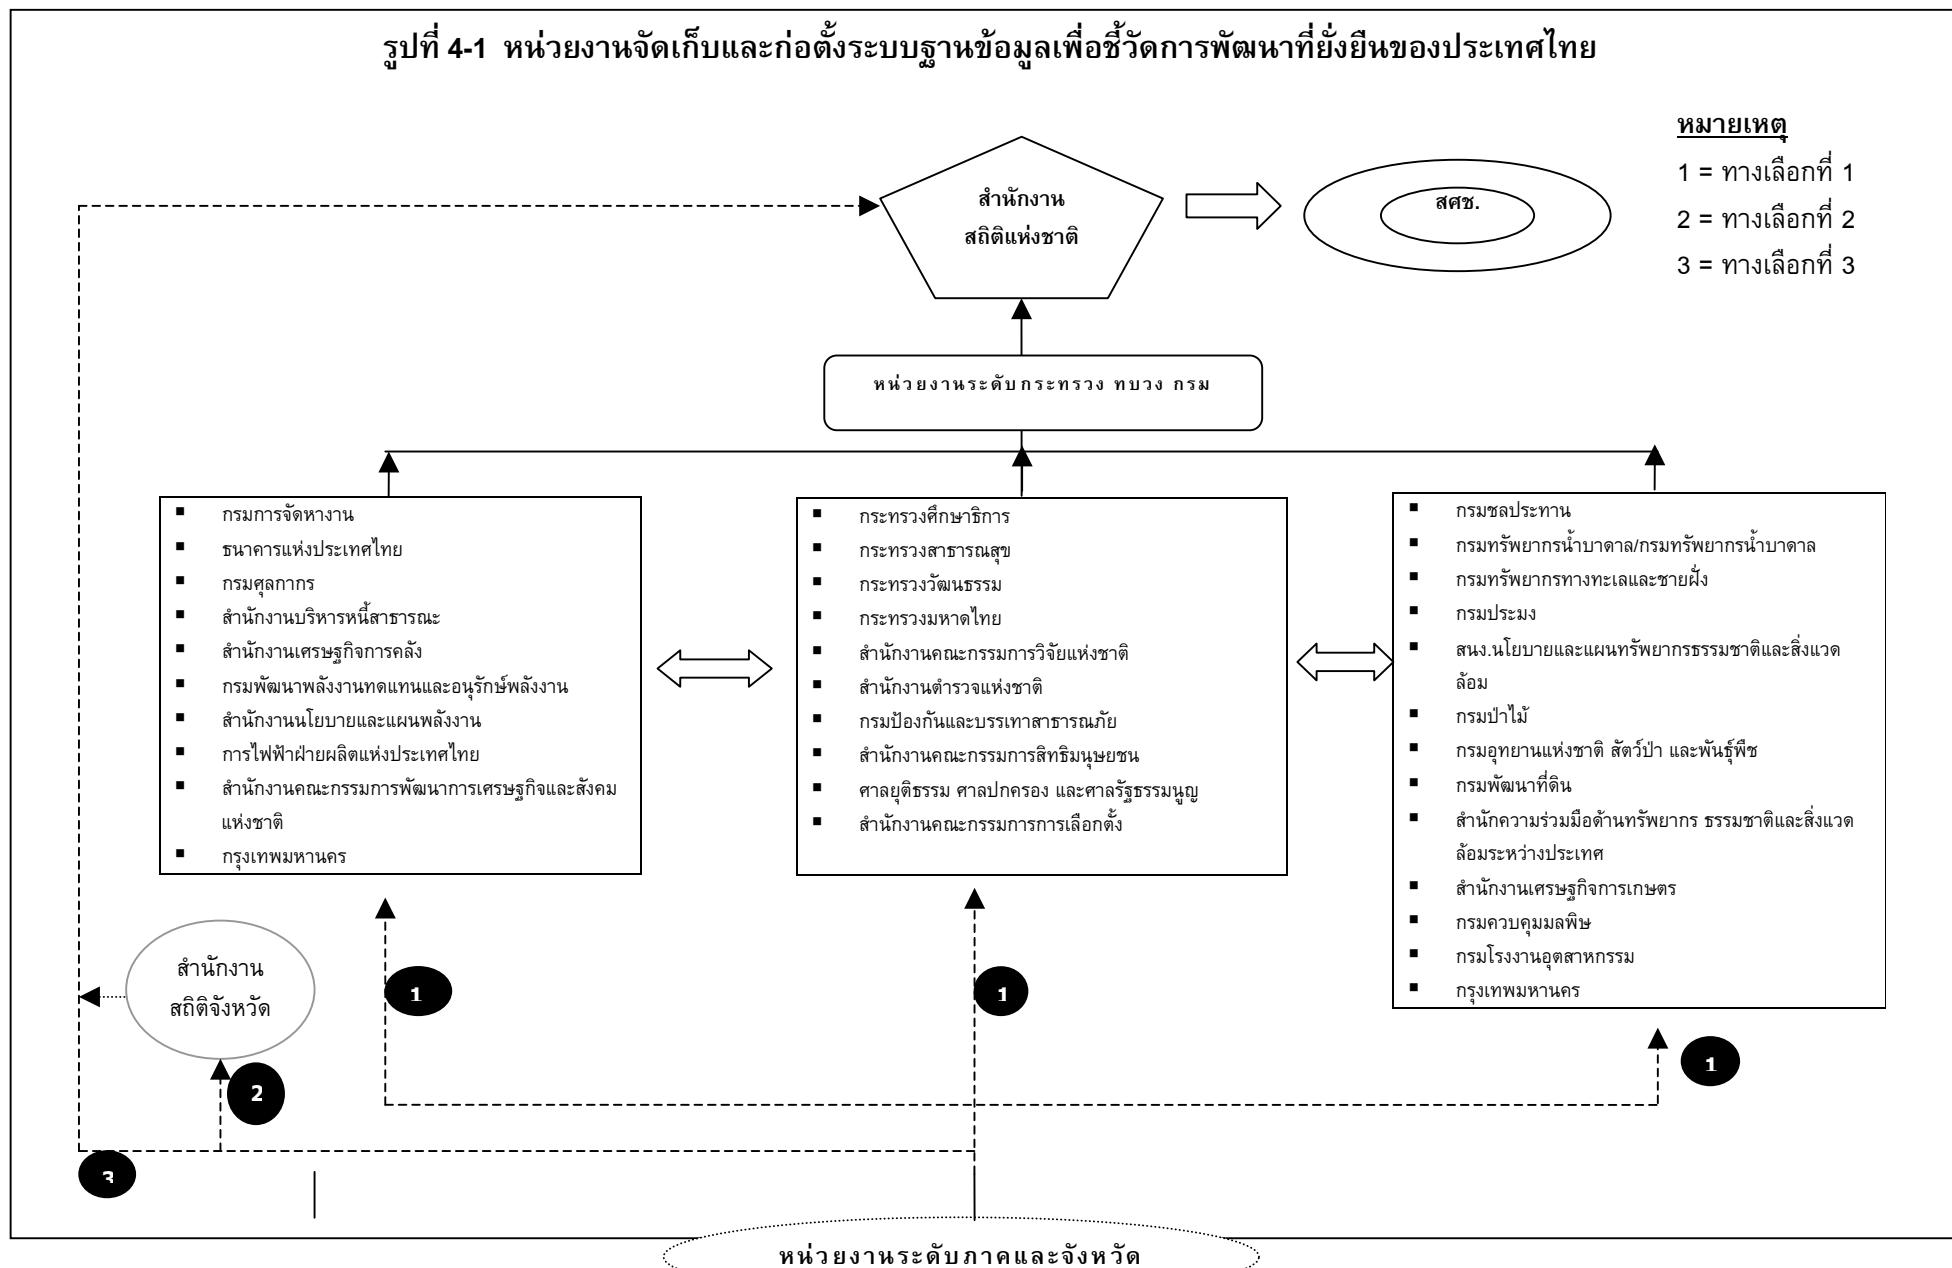 รูปที่ 4-1 หน่วยงานจัดเก็บและก่อตั้งระบบฐานข้อมูลเพื่อชี้วัดการพัฒนาที่ยั่งยืนของประเทศไทย
หมายเหตุ
1 = ทางเลือกที่ 1
2 = ทางเลือกที่ 2
3 = ทางเลือกที่ 3
สำนักงาน
สถิติแห่งชาติ
สศช.
หน่วยงานระดับกระทรวง ทบวง กรม
กรมการจัดหางาน
ธนาคารแห่งประเทศไทย
กรมศุลกากร
สำนักงานบริหารหนี้สาธารณะ
สำนักงานเศรษฐกิจการคลัง
กรมพัฒนาพลังงานทดแทนและอนุรักษ์พลังงาน
สำนักงานนโยบายและแผนพลังงาน
การไฟฟ้าฝ่ายผลิตแห่งประเทศไทย
สำนักงานคณะกรรมการพัฒนาการเศรษฐกิจและสังคม
แห่งชาติ
กรุงเทพมหานคร
กระทรวงศึกษาธิการ
กระทรวงสาธารณสุข
กระทรวงวัฒนธรรม
กระทรวงมหาดไทย
สำนักงานคณะกรรมการวิจัยแห่งชาติ
สำนักงานตำรวจแห่งชาติ
กรมป้องกันและบรรเทาสาธารณภัย
สำนักงานคณะกรรมการสิทธิมนุษยชน
ศาลยุติธรรม ศาลปกครอง และศาลรัฐธรรมนูญ
สำนักงานคณะกรรมการการเลือกตั้ง
กรมชลประทาน
กรมทรัพยากรน้ำบาดาล/กรมทรัพยากรน้ำบาดาล
กรมทรัพยากรทางทะเลและชายฝั่ง
กรมประมง
สนง.นโยบายและแผนทรัพยากรธรรมชาติและสิ่งแวด
ล้อม
กรมป่าไม้
กรมอุทยานแห่งชาติ สัตว์ป่า และพันธุ์พืช
กรมพัฒนาที่ดิน
สำนักความร่วมมือด้านทรัพยากร ธรรมชาติและสิ่งแวด
ล้อมระหว่างประเทศ
สำนักงานเศรษฐกิจการเกษตร
กรมควบคุมมลพิษ
กรมโรงงานอุตสาหกรรม
กรุงเทพมหานคร
สำนักงาน
สถิติจังหวัด
1
1
1
2
3
หน่วยงานระดับภาคและจังหวัด